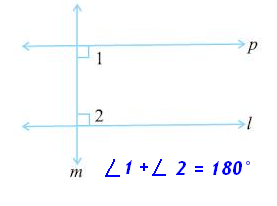 p
1
2
l
m
∠1 + ∠ 2 = 180°